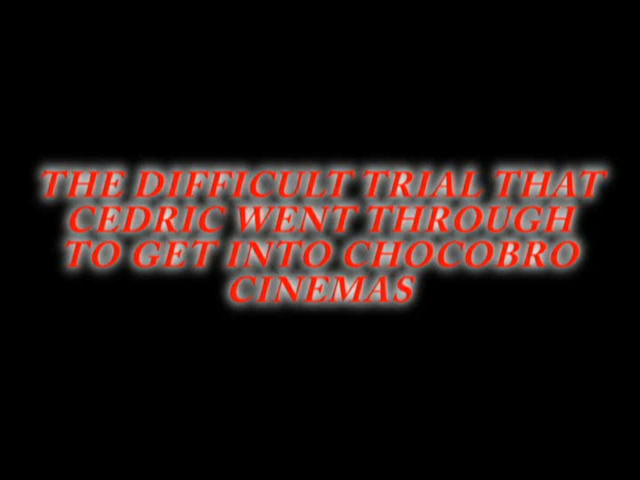 THE DIFFICULT TRIAL THAT
CEDRIC WENT THROUGH
TO GET INTO CHOCOBRO
CINEMAS